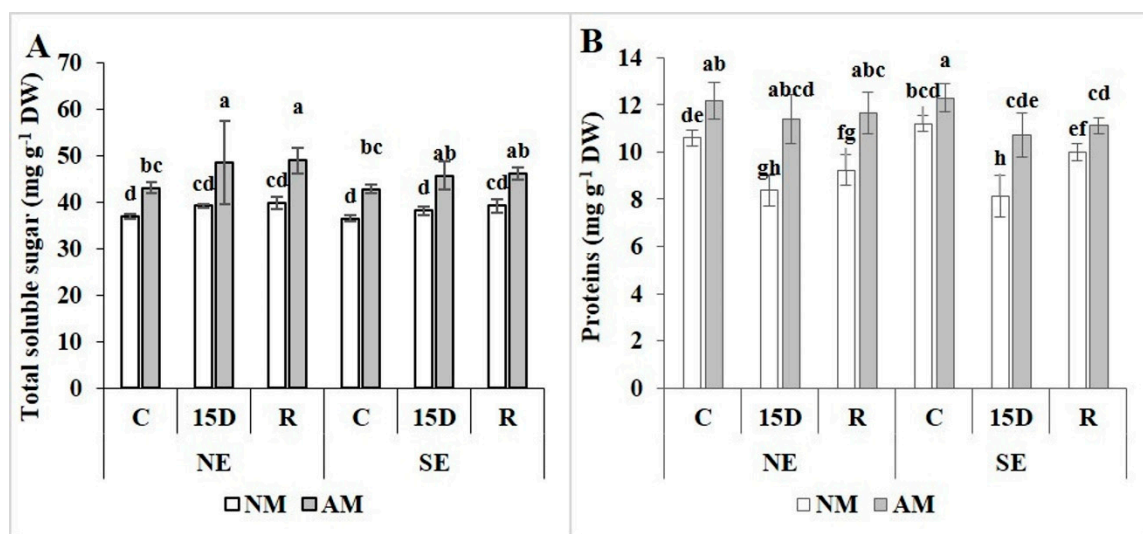 A
Total soluble sugar (mg g⁻¹ DW)
70
60
50
40
30
20
10
0
d bc cd a cd a d bc d ab cd ab
C 15D R C 15D R
NE SE
NM AM
B
Proteins (mg g⁻¹ DW)
14
12
10
8
6
4
2
0
de ab gh abcd fg abc bcd a h cde ef cd
C 15D R C 15D R
NE SE
NM AM